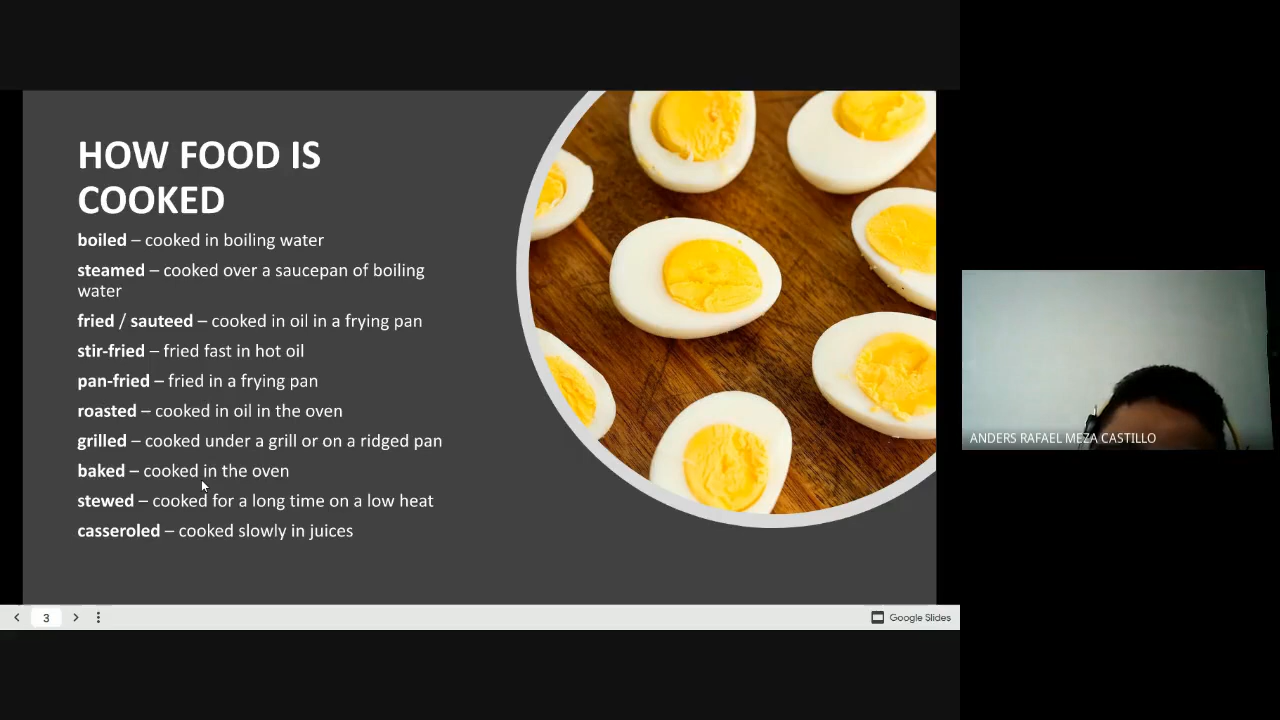 HOW FOOD IS
COOKED
boiled – cooked in boiling water
steamed – cooked over a saucepan of boiling
water
fried / sauteed – cooked in oil in a frying pan
stir-fried – fried fast in hot oil
pan-fried – fried in a frying pan
roasted – cooked in oil in the oven
grilled – cooked under a grill or on a ridged pan
baked – cooked in the oven
stewed – cooked for a long time on a low heat
casseroled – cooked slowly in juices
ANDERS RAFAEL MEZA CASTILLO
3
Google Slides